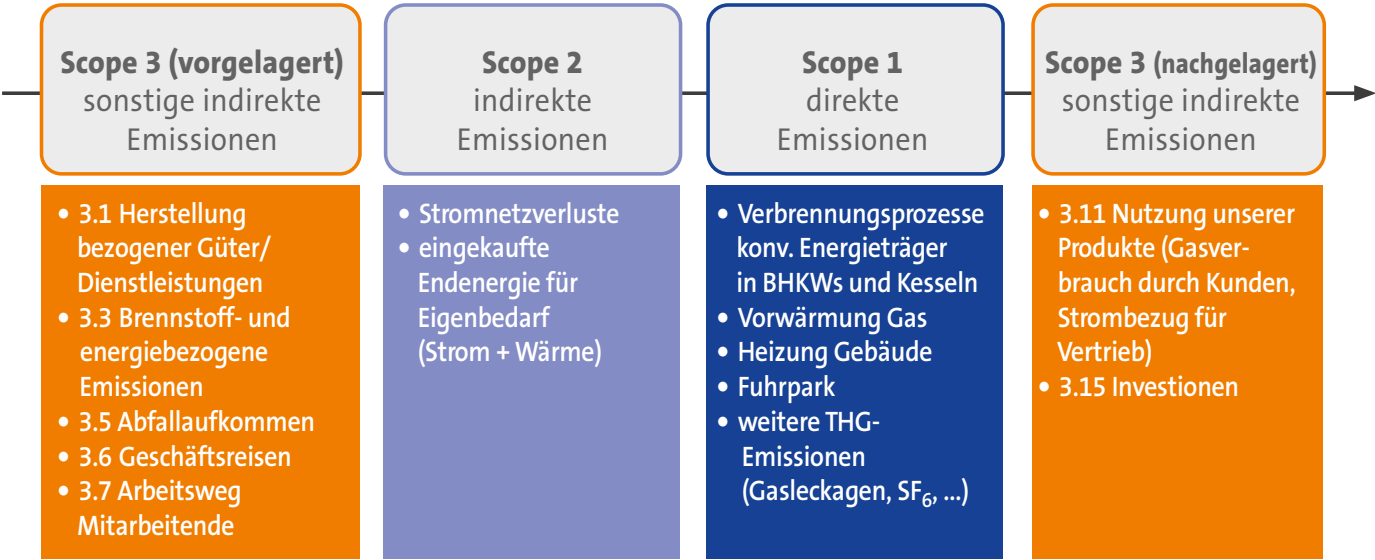 Scope 3 (vorgelagert)
sonstige indirekte
Emissionen
• 3.1 Herstellung
bezogener Güter/
Dienstleistungen
• 3.3 Brennstoff- und
energiebezogene
Emissionen
• 3.5 Abfallaufkommen
• 3.6 Geschäftsreisen
• 3.7 Arbeitsweg
Mitarbeitende
Scope 2
indirekte
Emissionen
• Stromnetzverluste
• eingekaufte
Endenergie für
Eigenbedarf
(Strom + Wärme)
Scope 1
direkte
Emissionen
• Verbrennungsprozesse
konv. Energieträger
in BHKWs und Kesseln
• Vorwärmung Gas
• Heizung Gebäude
• Fuhrpark
• weitere THG-
Emissionen
(Gasleckagen, SF₆, ...)
Scope 3 (nachgelagert)
sonstige indirekte
Emissionen
• 3.11 Nutzung unserer
Produkte (Gasver-
brauch durch Kunden,
Strombezug für
Vertrieb)
• 3.15 Investionen